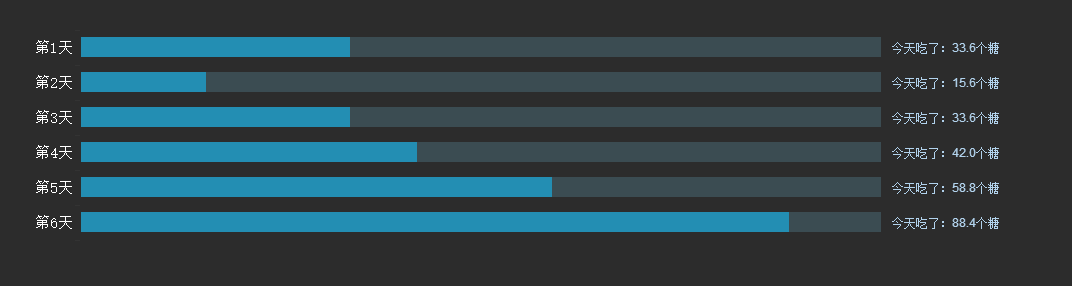 第1天 今天吃了：33.6个糖
第2天 今天吃了：15.6个糖
第3天 今天吃了：33.6个糖
第4天 今天吃了：42.0个糖
第5天 今天吃了：58.8个糖
第6天 今天吃了：88.4个糖